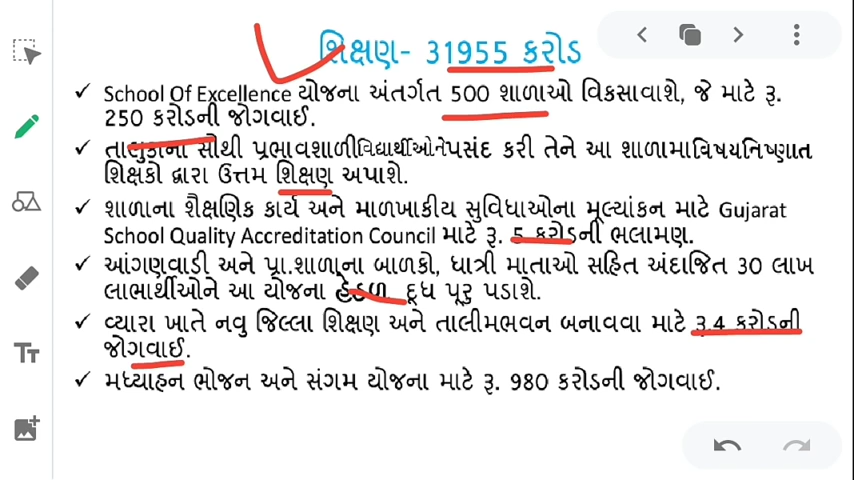 શિક્ષણ- 31955 કરોડ
✓ School Of Excellence યોજના અંતર્ગત 500 શાળાઓ વિકસાવાશે, જે માટે રૂ.
250 કરોડની જોગવાઈ.
✓ તાલુકાના સૌથી પ્રભાવશાળીવિદ્યાર્થીઓનેપસંદ કરી તેને આ શાળામાવિષયનિષ્ણાત
શિક્ષકો દ્વારા ઉત્તમ શિક્ષણ અપાશે.
✓ શાળાના શૈક્ષણિક કાર્ય અને માળખાકીય સુવિધાઓના મૂલ્યાંકન માટે Gujarat
School Quality Accreditation Council માટે રૂ. 5 કરોડની ભલામણ.
✓ આંગણવાડી અને પ્રા.શાળાના બાળકો, ધાત્રી માતાઓ સહિત અંદાજિત 30 લાખ
લાભાર્થીઓને આ યોજના હેઠળ દૂધ પૂરુ પડાશે.
✓ વ્યારા ખાતે નવુ જિલ્લા શિક્ષણ અને તાલીમભવન બનાવવા માટે રૂ.4 કરોડની
જોગવાઈ.
✓ મધ્યાહન ભોજન અને સંગમ યોજના માટે રૂ. 980 કરોડની જોગવાઈ.